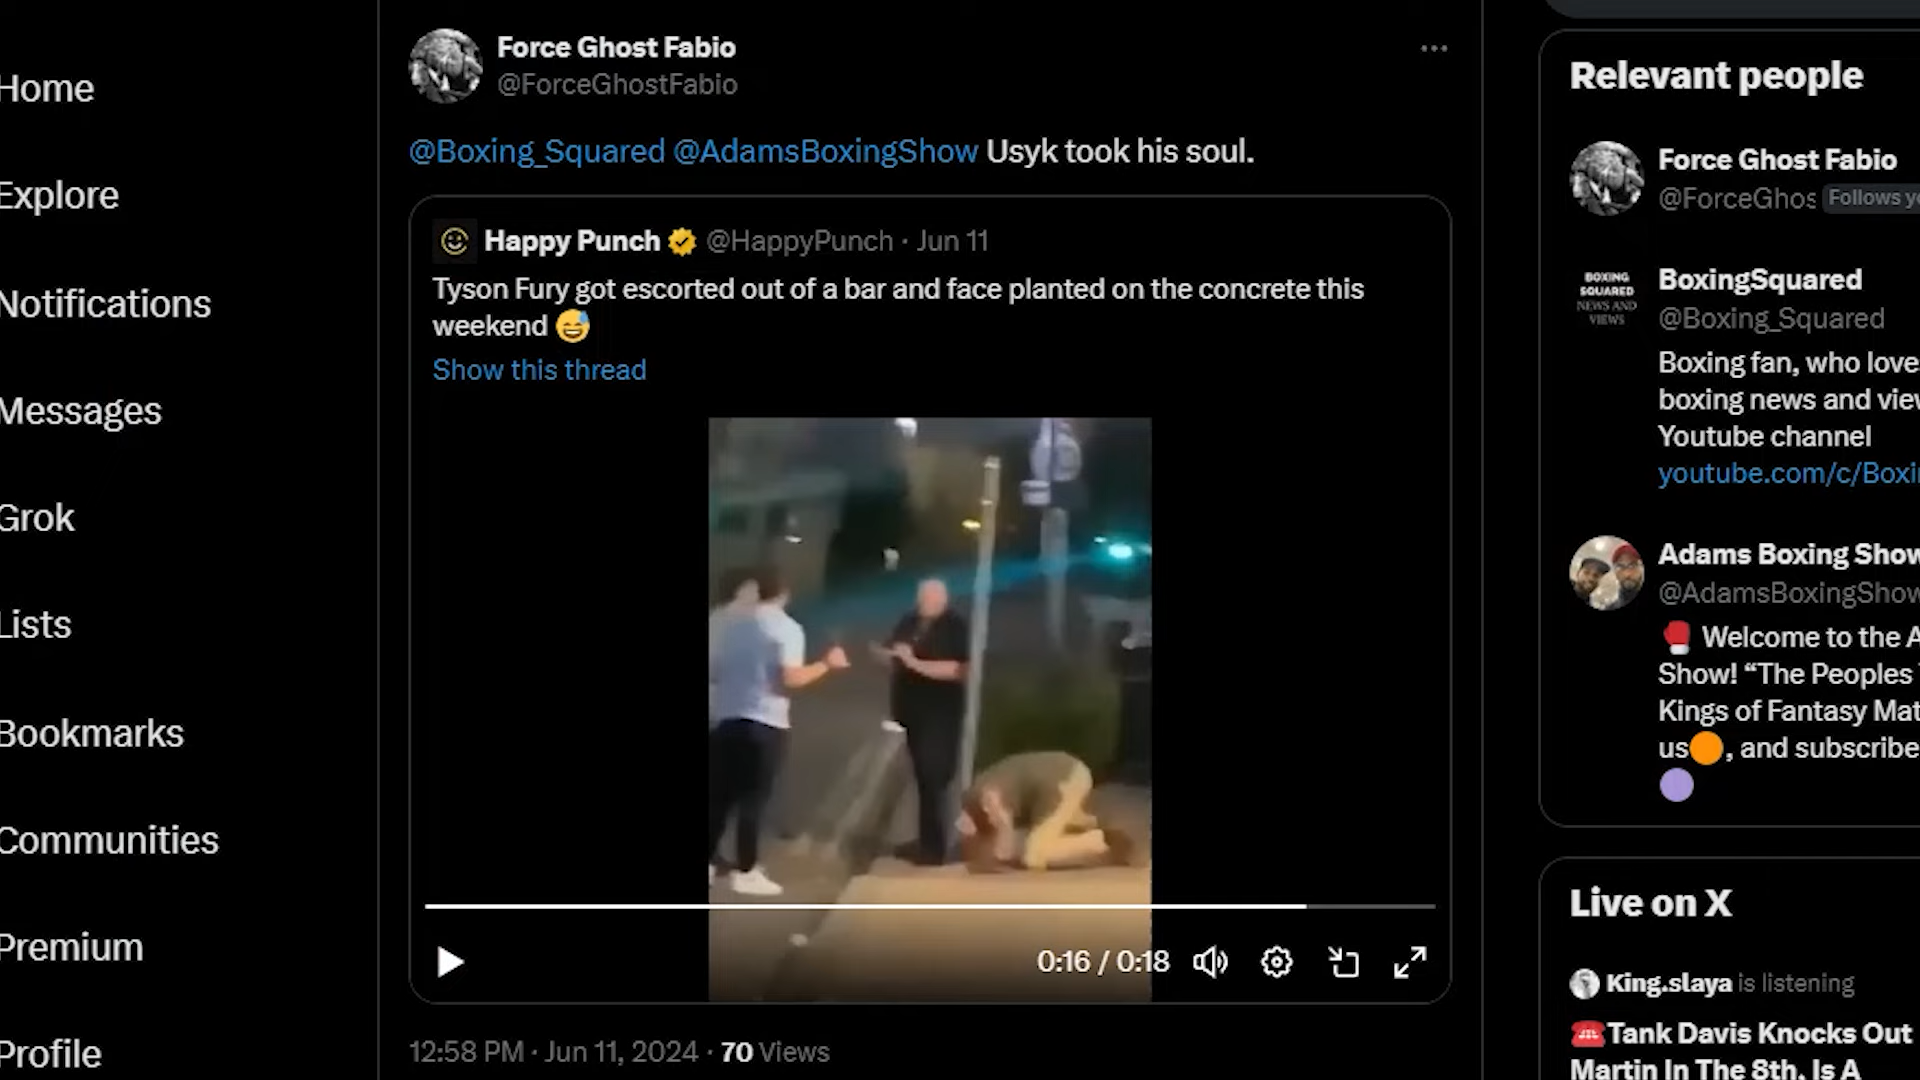 Home
Explore
Notifications
Messages
Grok
Lists
Bookmarks
Communities
Premium
Profile
Force Ghost Fabio
@ForceGhostFabio
@Boxing_Squared @AdamsBoxingShow Usyk took his soul.
Happy Punch @HappyPunch · Jun 11
Tyson Fury got escorted out of a bar and face planted on the concrete this
weekend 😅
Show this thread
0:16 / 0:18
12:58 PM · Jun 11, 2024 · 70 Views
Relevant people
Force Ghost Fabio
@ForceGhos Follows yo
BOXING
SQUARED
NEWS AND
VIEWS
BoxingSquared
@Boxing_Squared
Boxing fan, who loves
boxing news and view
Youtube channel
youtube.com/c/Boxin
Adams Boxing Show
@AdamsBoxingShow
🥊 Welcome to the A
Show! “The Peoples
Kings of Fantasy Mat
us🟠, and subscribe
🟣
Live on X
King.slaya is listening
☎️Tank Davis Knocks Out
Martin In The 8th, Is A